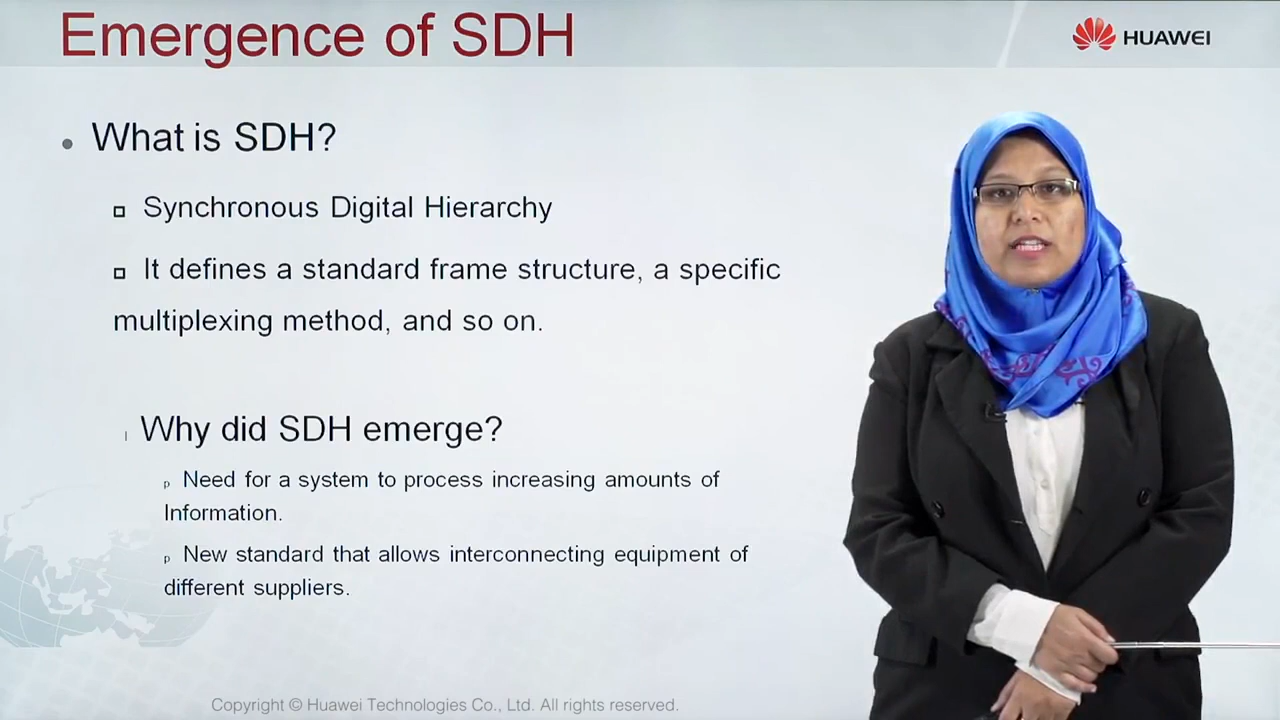 Emergence of SDH
HUAWEI
• What is SDH?
Synchronous Digital Hierarchy
It defines a standard frame structure, a specific
multiplexing method, and so on.
l Why did SDH emerge?
p Need for a system to process increasing amounts of
Information.
p New standard that allows interconnecting equipment of
different suppliers.
Copyright © Huawei Technologies Co., Ltd. All rights reserved.